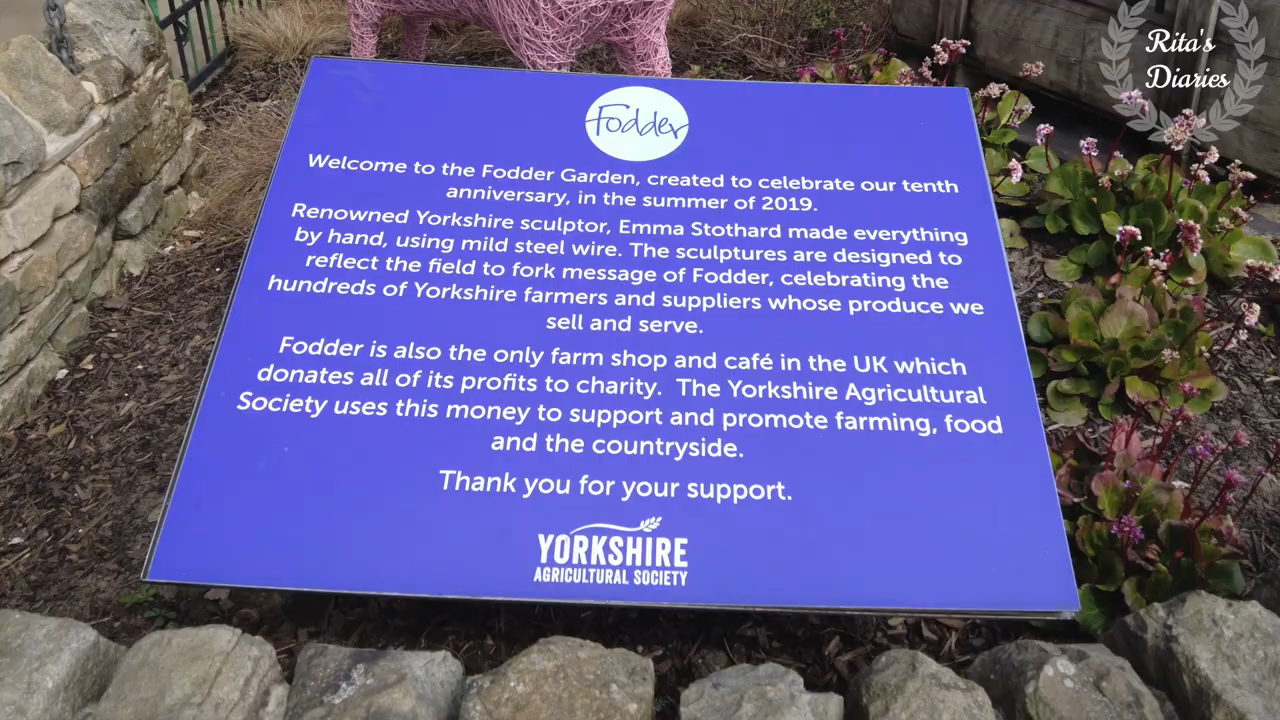 Rita's
Diaries
Fodder
Welcome to the Fodder Garden, created to celebrate our tenth
anniversary, in the summer of 2019.
Renowned Yorkshire sculptor, Emma Stothard made everything
by hand, using mild steel wire. The sculptures are designed to
reflect the field to fork message of Fodder, celebrating the
hundreds of Yorkshire farmers and suppliers whose produce we
sell and serve.
Fodder is also the only farm shop and café in the UK which
donates all of its profits to charity. The Yorkshire Agricultural
Society uses this money to support and promote farming, food
and the countryside.
Thank you for your support.
YORKSHIRE
AGRICULTURAL SOCIETY